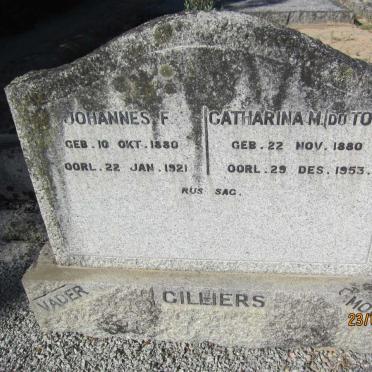 JOHANNES F.
GEB. 10 OKT. 1880
OORL. 22 JAN. 1921
CATHARINA M. (DU TO
GEB. 22 NOV. 1880
OORL. 29 DES. 1953.
RUS SAG.
VADER
CILLIERS
MO
23/